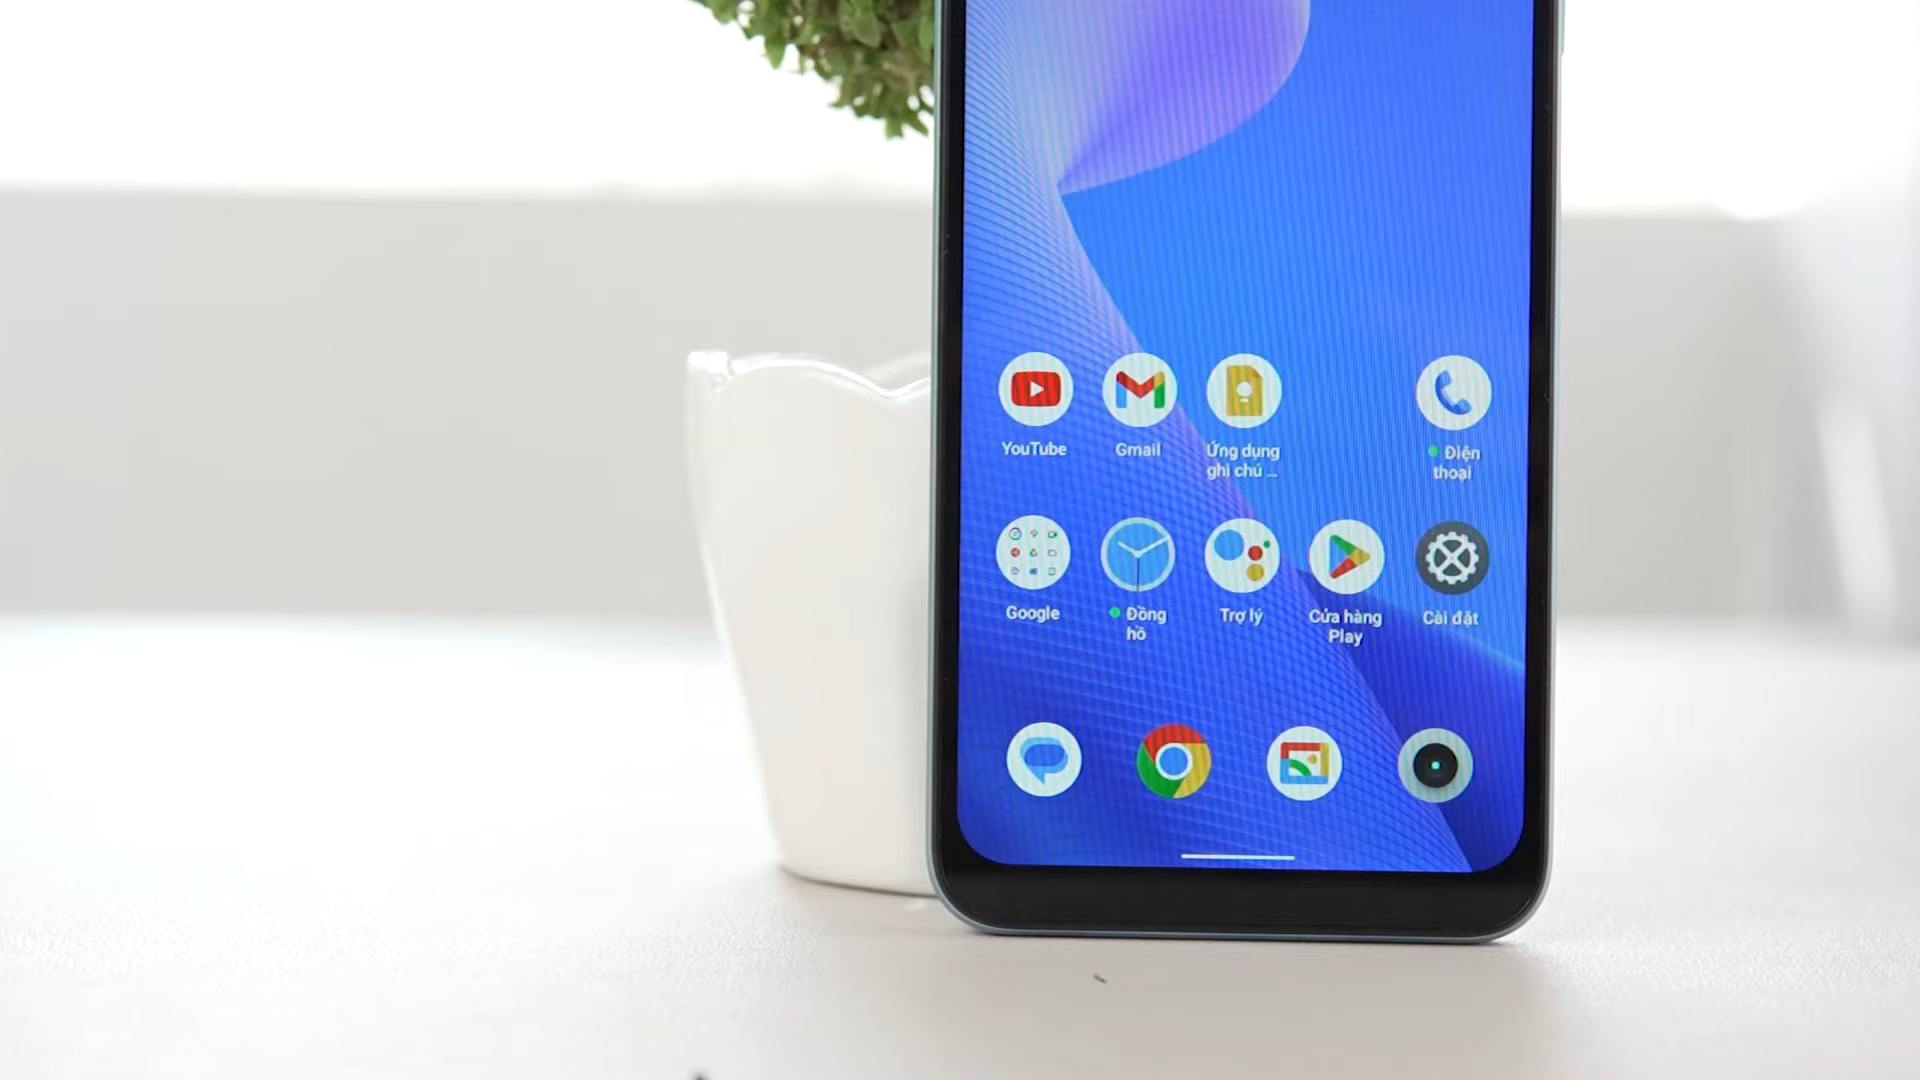 YouTube
Gmail
Ứng dụng
ghi chú ...
Điện
thoại
Google
Đồng
hồ
Trợ lý
Cửa hàng
Play
Cài đặt